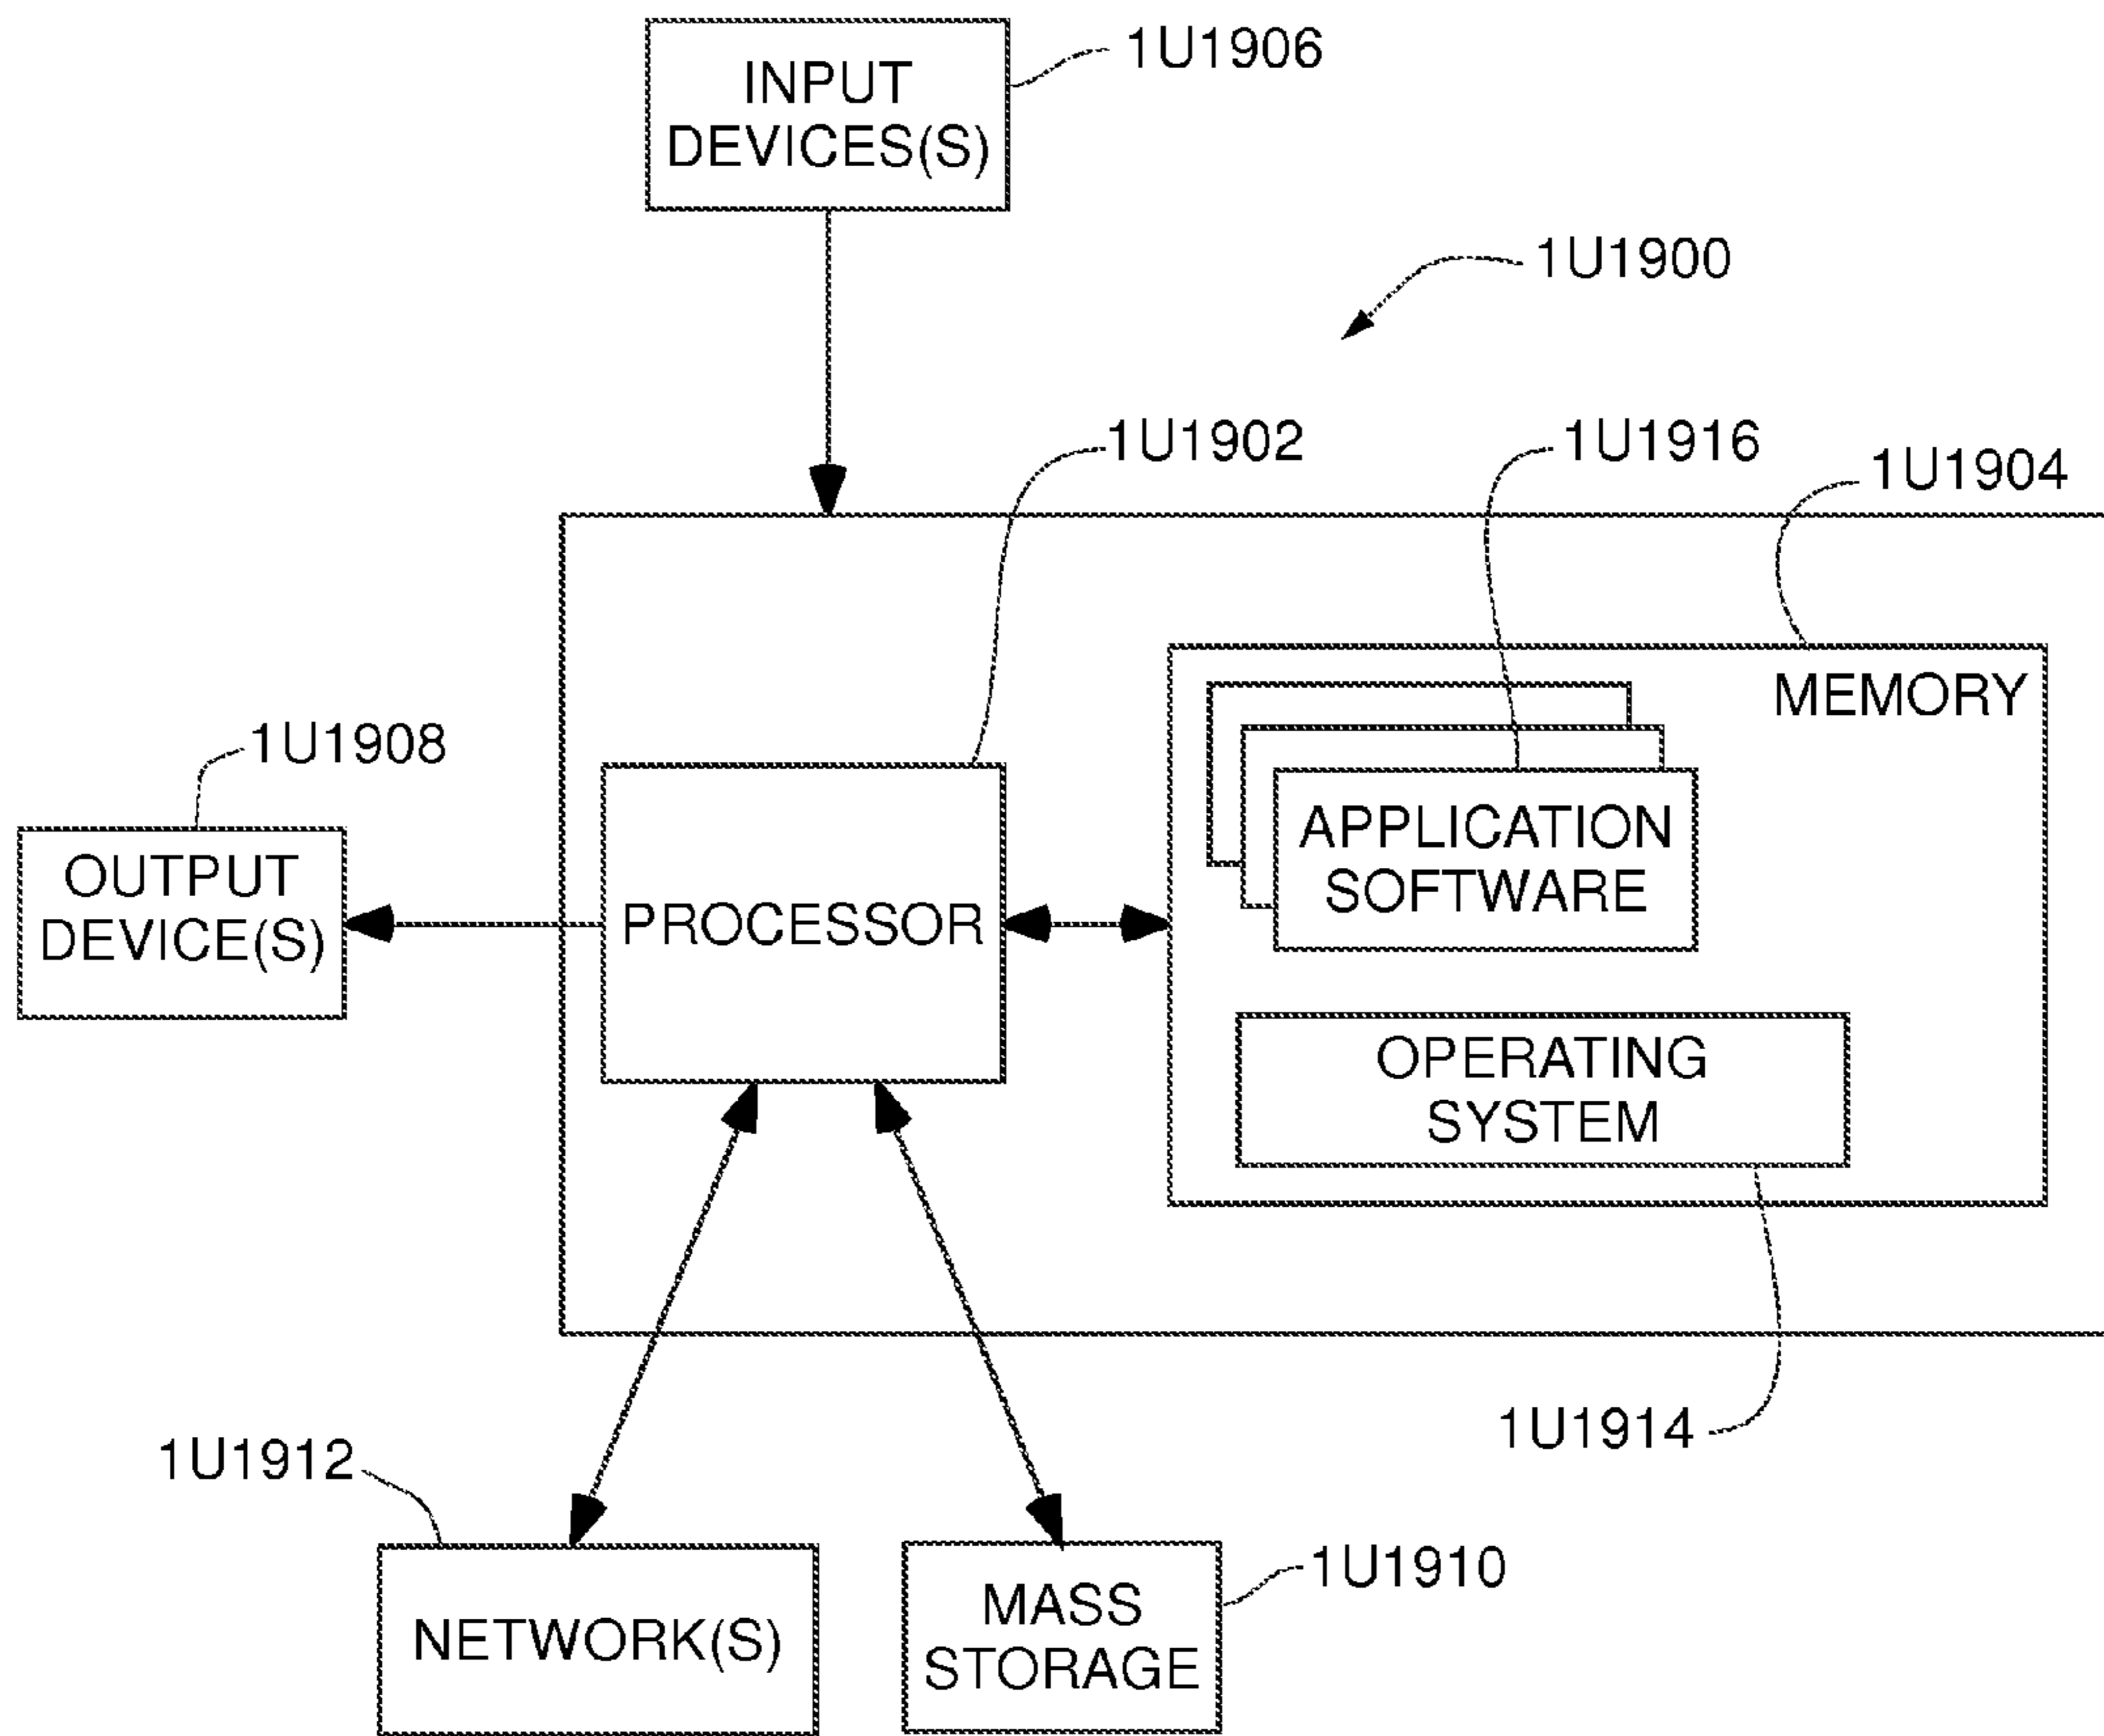 INPUT
DEVICES(S)
1U1906
1U1900
1U1902
1U1916
1U1904
MEMORY
1U1908
APPLICATION
SOFTWARE
OUTPUT
DEVICE(S)
PROCESSOR
OPERATING
SYSTEM
1U1914
1U1912
1U1910
NETWORK(S)
MASS
STORAGE